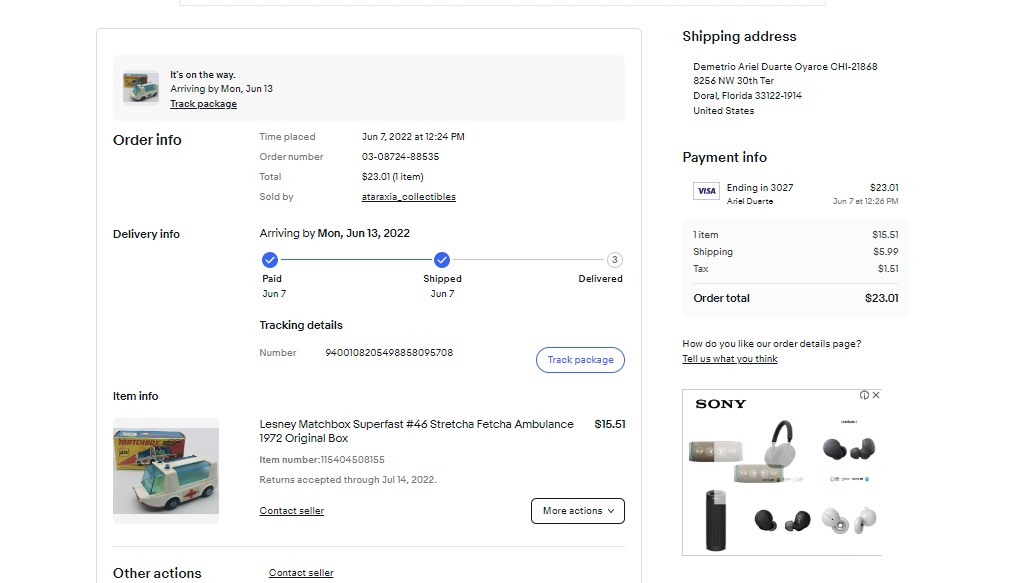 It's on the way.
Arriving by Mon, Jun 13
Track package
Order info
Time placed Jun 7, 2022 at 12:24 PM
Order number 03-08724-88535
Total $23.01 (1 item)
Sold by ataraxia_collectibles
Delivery info
Arriving by Mon, Jun 13, 2022
3
Paid Shipped Delivered
Jun 7 Jun 7
Tracking details
Number 9400108205498858095708
Track package
Item info
MATCHBOX
Lesney Matchbox Superfast #46 Stretcha Fetcha Ambulance $15.51
1972 Original Box
Item number:115404508155
Returns accepted through Jul 14, 2022.
Contact seller
More actions
Other actions Contact seller
Shipping address
Demetrio Ariel Duarte Oyarce CHI-21868
8256 NW 30th Ter
Doral, Florida 33122-1914
United States
Payment info
VISA Ending in 3027 $23.01
Ariel Duarte Jun 7 at 12:26 PM
1 item $15.51
Shipping $5.99
Tax $1.51
Order total $23.01
How do you like our order details page?
Tell us what you think
SONY